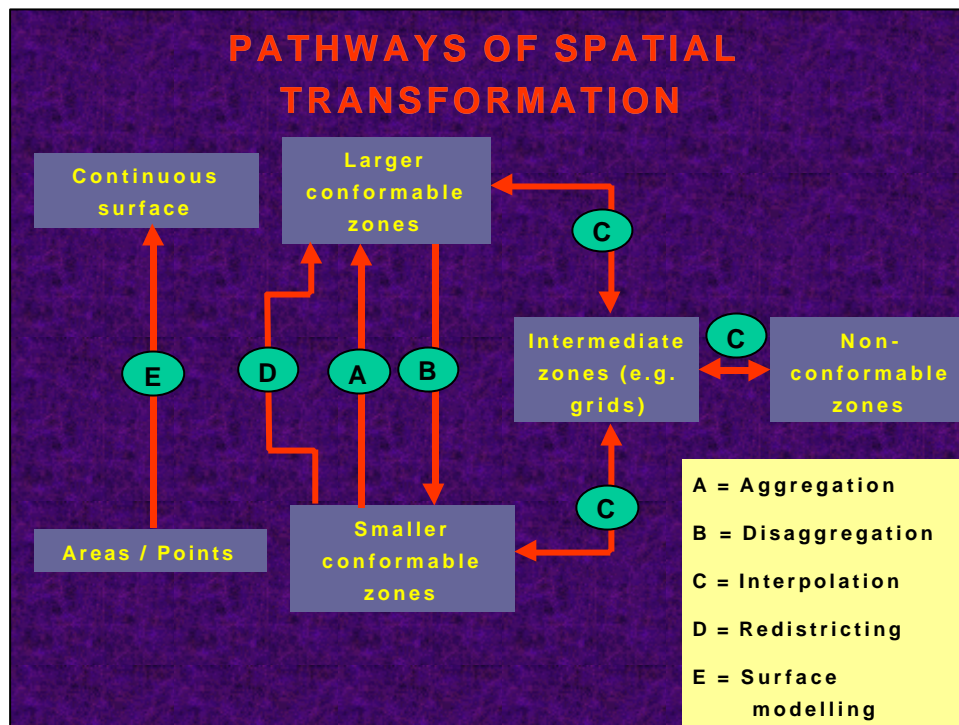 PATHWAYS OF SPATIAL
TRANSFORMATION
Continuous
surface
Larger
conformable
zones
C
E
D
A
B
Intermediate
zones (e.g.
grids)
C
Non-
conformable
zones
Areas / Points
Smaller
conformable
zones
C
A = Aggregation
B = Disaggregation
C = Interpolation
D = Redistricting
E = Surface
modelling